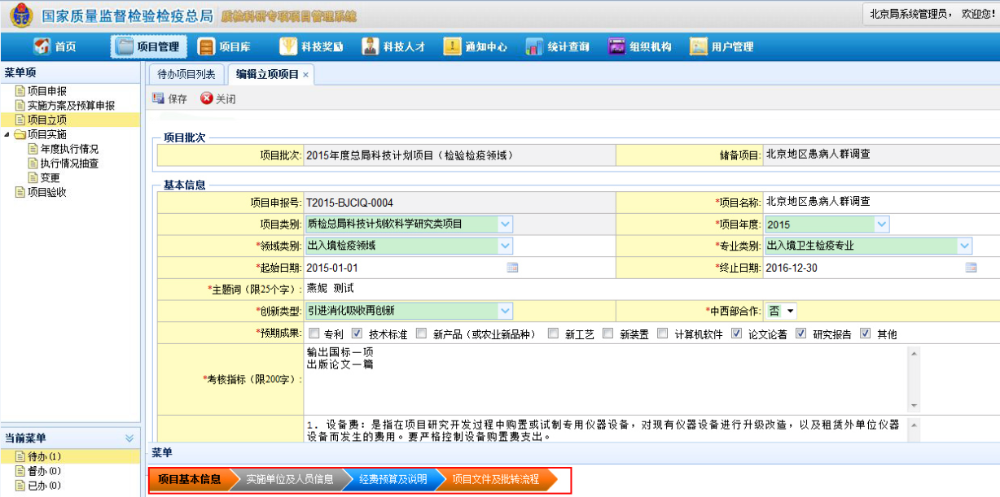 国家质量监督检验检疫总局 质检科研专项项目管理系统
北京局系统管理员, 欢迎您!
首页 项目管理 项目库 科技奖励 科技人才 通知中心 统计查询 组织机构 用户管理
菜单项
项目申报
实施方案及预算申报
项目立项
项目实施
年度执行情况
执行情况抽查
变更
项目验收
当前菜单
待办(1)
督办(0)
已办(0)
待办项目列表 编辑立项项目 ×
保存 关闭
项目批次
项目批次: 2015年度总局科技计划项目(检验检疫领域) 储备项目: 北京地区患病人群调查
基本信息
项目申报号: T2015-BJCIQ-0004 *项目名称: 北京地区患病人群调查
项目类别: 质检总局科技计划软科学研究类项目 *项目年度: 2015
*领域类别: 出入境检疫领域 *专业类别: 出入境卫生检疫专业
*起始日期: 2015-01-01 *终止日期: 2016-12-30
*主题词(限25个字): 燕妮 测试
*创新类型: 引进消化吸收再创新 *中西部合作: 否
*预期成果: 专利 技术标准 新产品(或农业新品种) 新工艺 新装置 计算机软件 论文论著 研究报告 其他
*考核指标(限200字):
输出国标一项
出版论文一篇
1. 设备费: 是指在项目研究开发过程中购置或试制专用仪器设备, 对现有仪器设备进行升级改造, 以及租赁外单位仪器
设备而发生的费用。要严格控制设备购置费支出。
菜单
项目基本信息 实施单位及人员信息 经费预算及说明 项目文件及批转流程